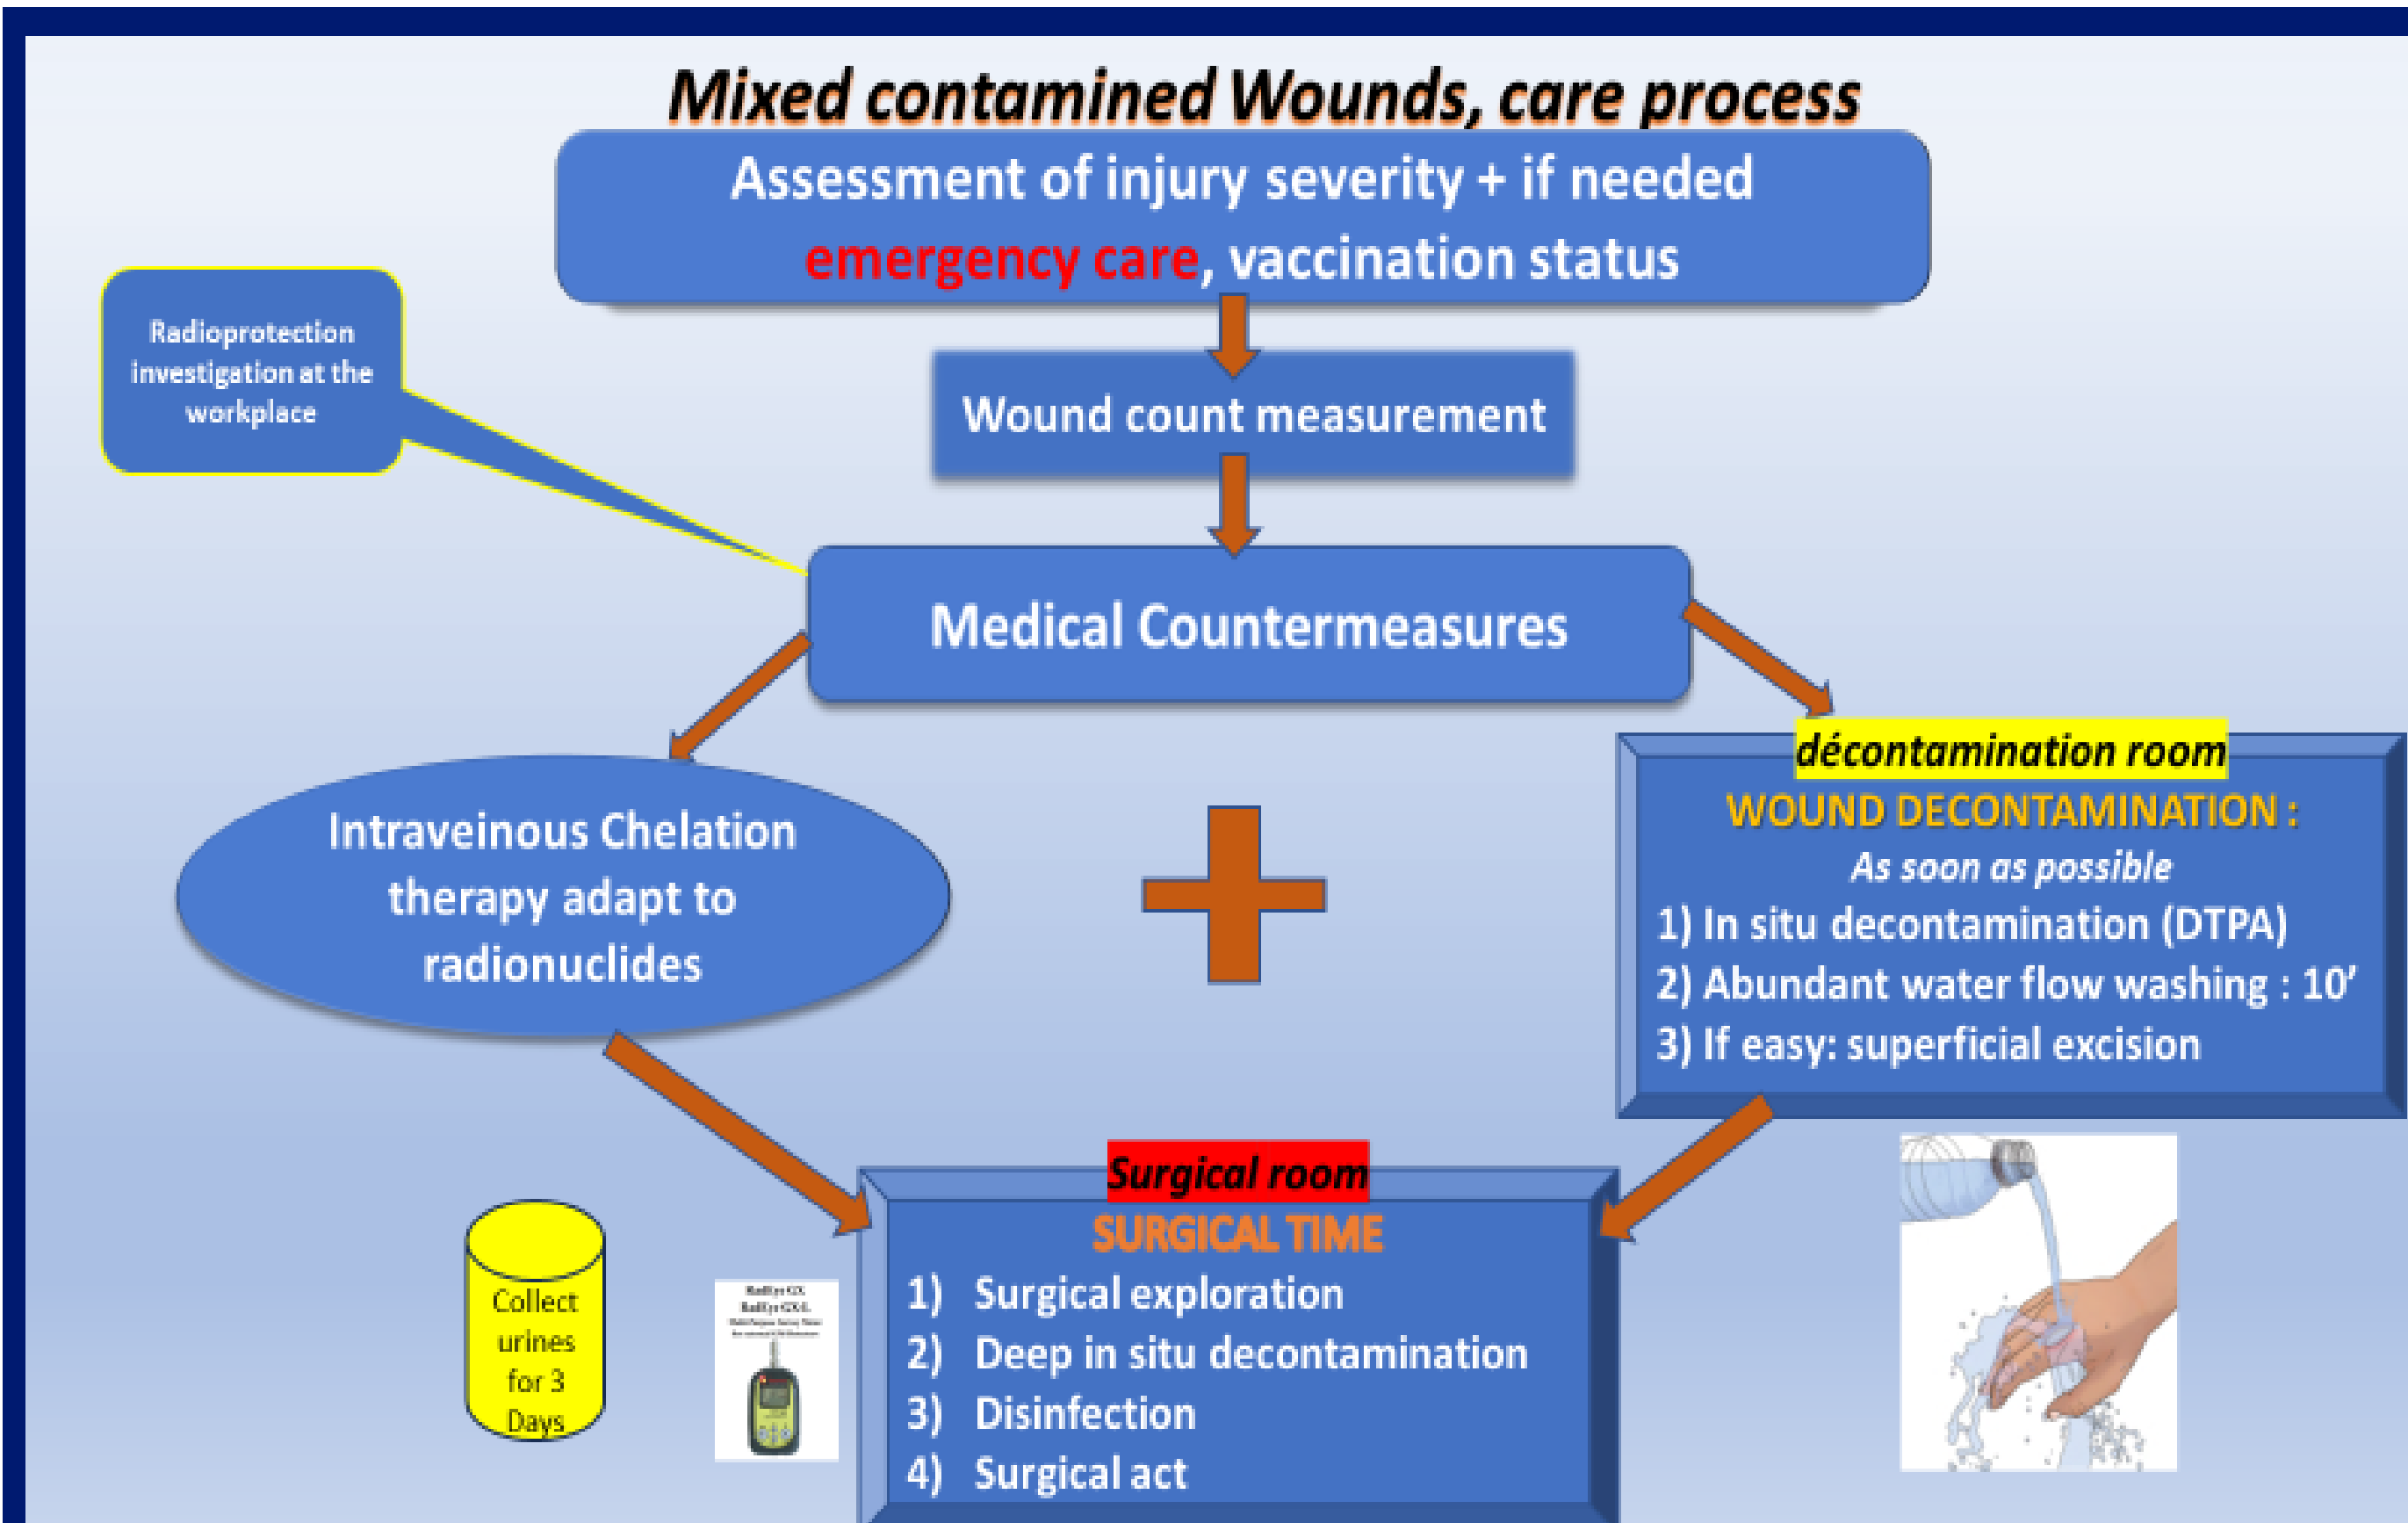 Mixed contamined Wounds, care process
Assessment of injury severity + if needed
emergency care, vaccination status
Radioprotection
investigation at the
workplace
Wound count measurement
Medical Countermeasures
Intraveinous Chelation
therapy adapt to
radionuclides
décontamination room
WOUND DECONTAMINATION :
As soon as possible
1) In situ decontamination (DTPA)
2) Abundant water flow washing : 10'
3) If easy: superficial excision
Surgical room
SURGICAL TIME
1) Surgical exploration
2) Deep in situ decontamination
3) Disinfection
4) Surgical act
Collect
urines
for 3
Days
RadEye GX